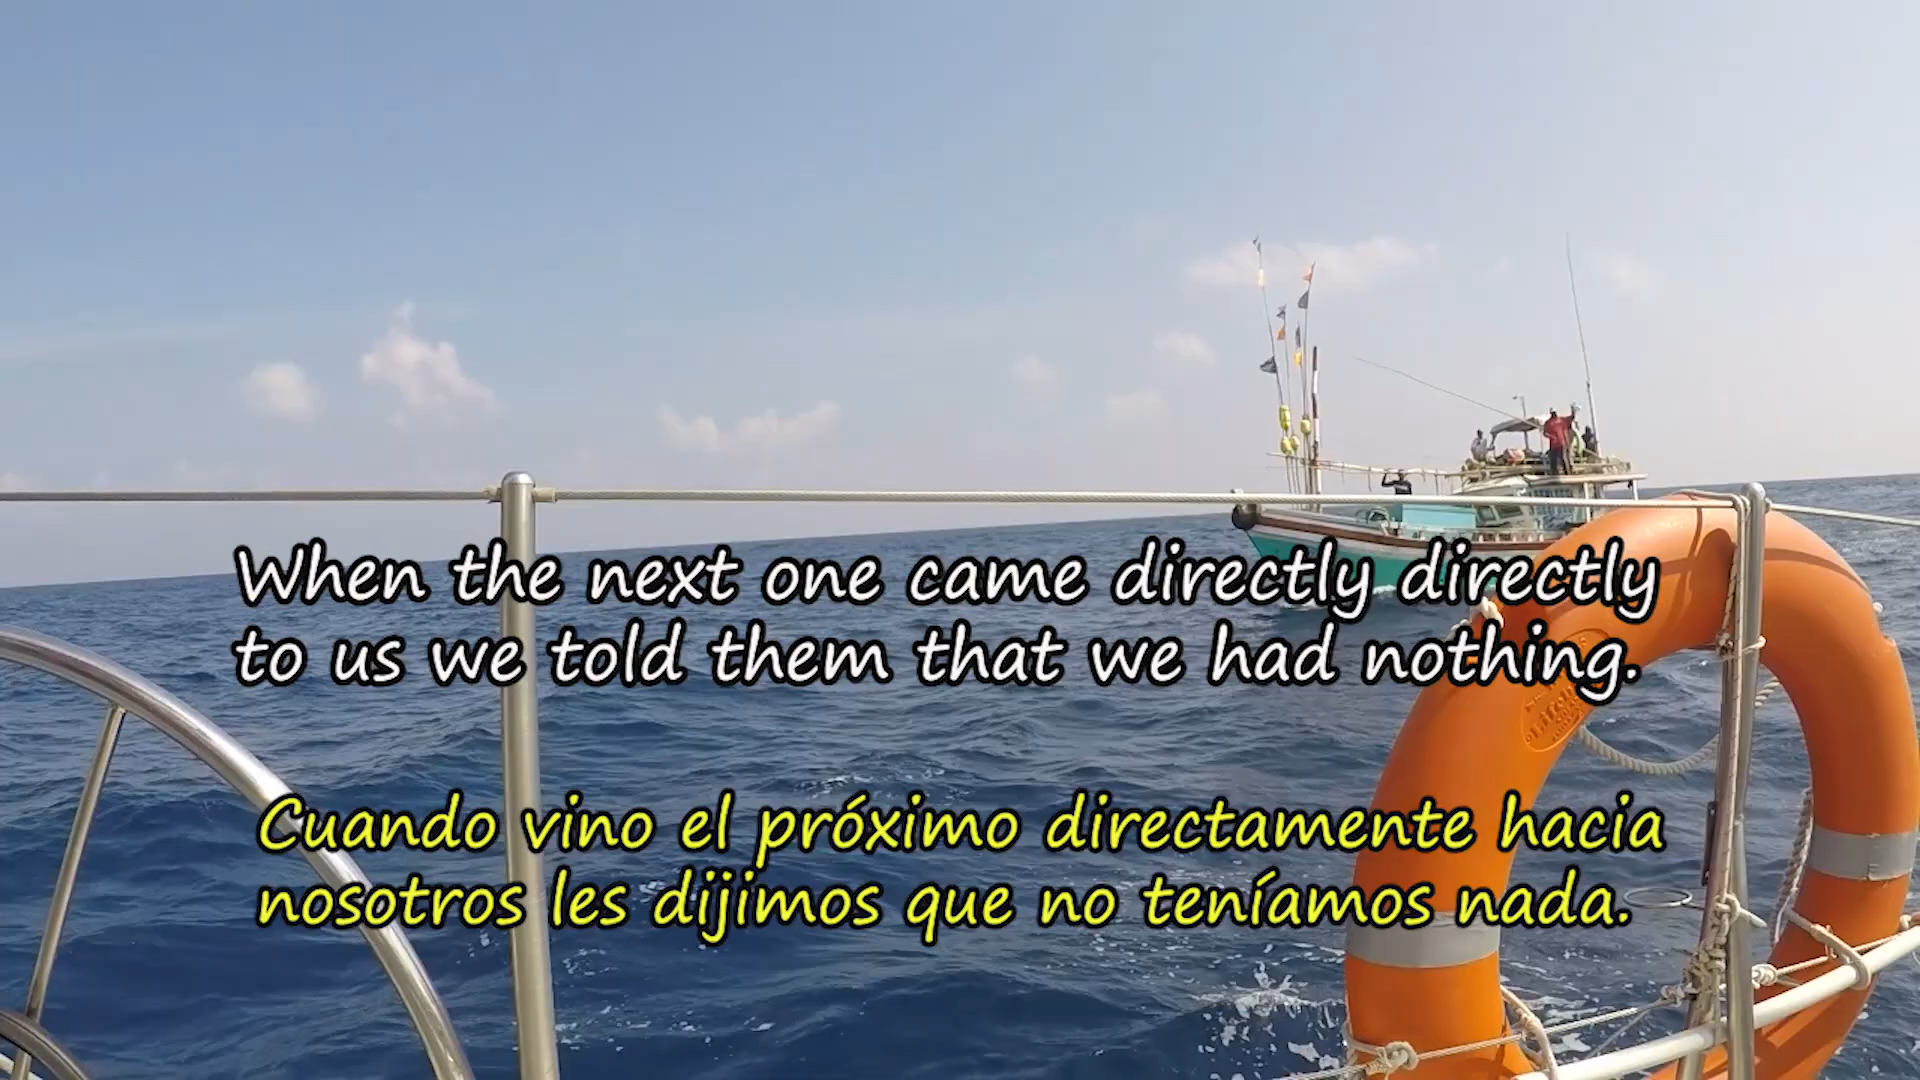 When the next one came directly directly
to us we told them that we had nothing.
Cuando vino el próximo directamente hacia
nosotros les dijimos que no teníamos nada.